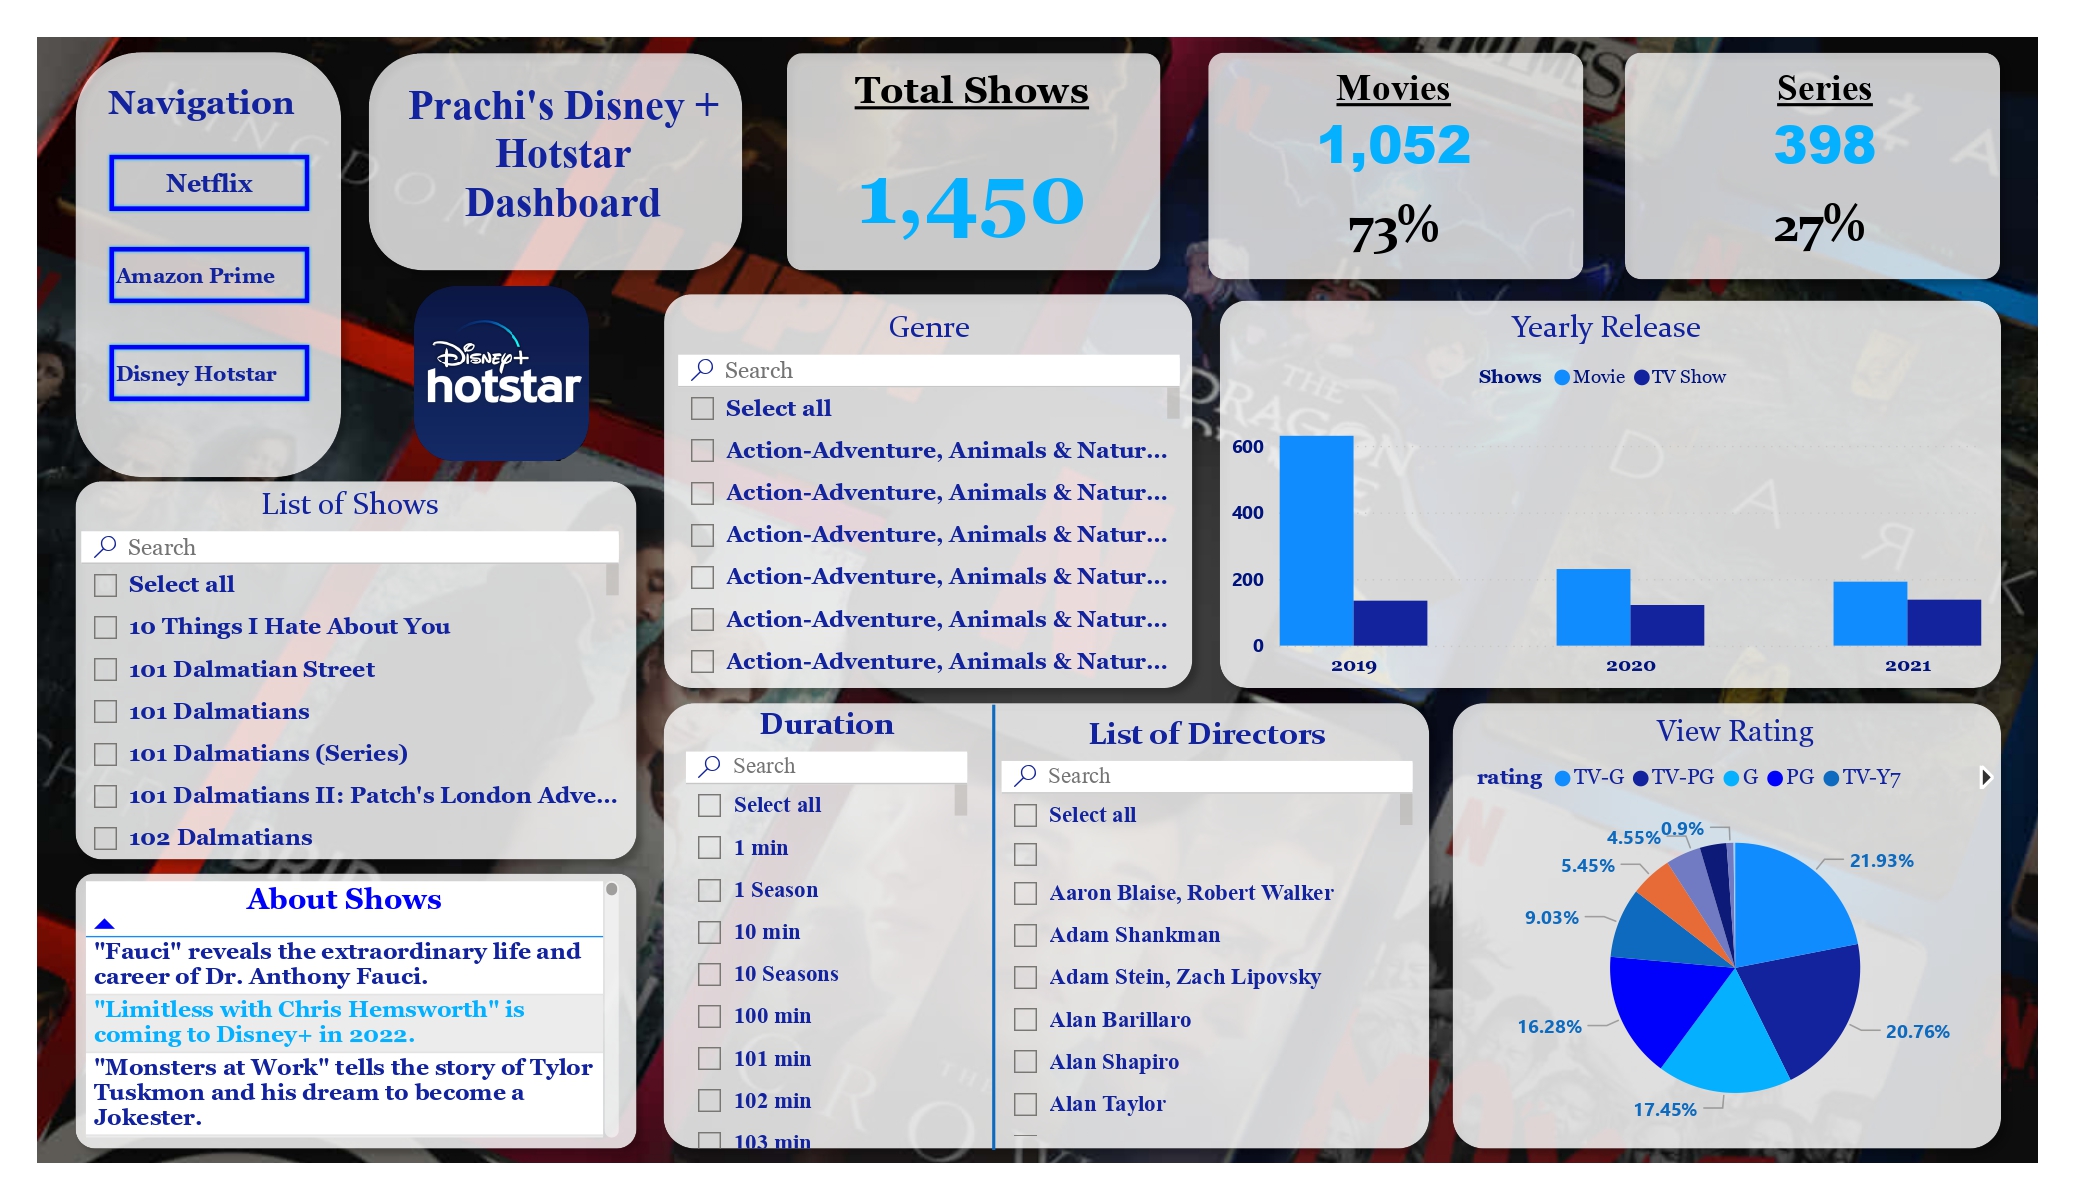 Navigation
Netflix
Amazon Prime
Disney Hotstar
Prachi's Disney +
Hotstar
Dashboard
Total Shows
1,450
Movies
1,052
73%
Series
398
27%
Disney+
hotstar
List of Shows
Search
Select all
10 Things I Hate About You
101 Dalmatian Street
101 Dalmatians
101 Dalmatians (Series)
101 Dalmatians II: Patch's London Adve...
102 Dalmatians
About Shows
"Fauci" reveals the extraordinary life and
career of Dr. Anthony Fauci.
"Limitless with Chris Hemsworth" is
coming to Disney+ in 2022.
"Monsters at Work" tells the story of Tylor
Tuskmon and his dream to become a
Jokester.
Genre
Search
Select all
Action-Adventure, Animals & Natur...
Action-Adventure, Animals & Natur...
Action-Adventure, Animals & Natur...
Action-Adventure, Animals & Natur...
Action-Adventure, Animals & Natur...
Action-Adventure, Animals & Natur...
Yearly Release
Shows Movie TV Show
600
400
200
0
2019 2020 2021
Duration
Search
Select all
1 min
1 Season
10 min
10 Seasons
100 min
101 min
102 min
103 min
List of Directors
Search
Select all
Aaron Blaise, Robert Walker
Adam Shankman
Adam Stein, Zach Lipovsky
Alan Barillaro
Alan Shapiro
Alan Taylor
View Rating
rating TV-G TV-PG G PG TV-Y7
0.9%
4.55%
21.93%
5.45%
9.03%
16.28%
20.76%
17.45%
KINGDOM
LUPIN
THE
DRAGON
DARK